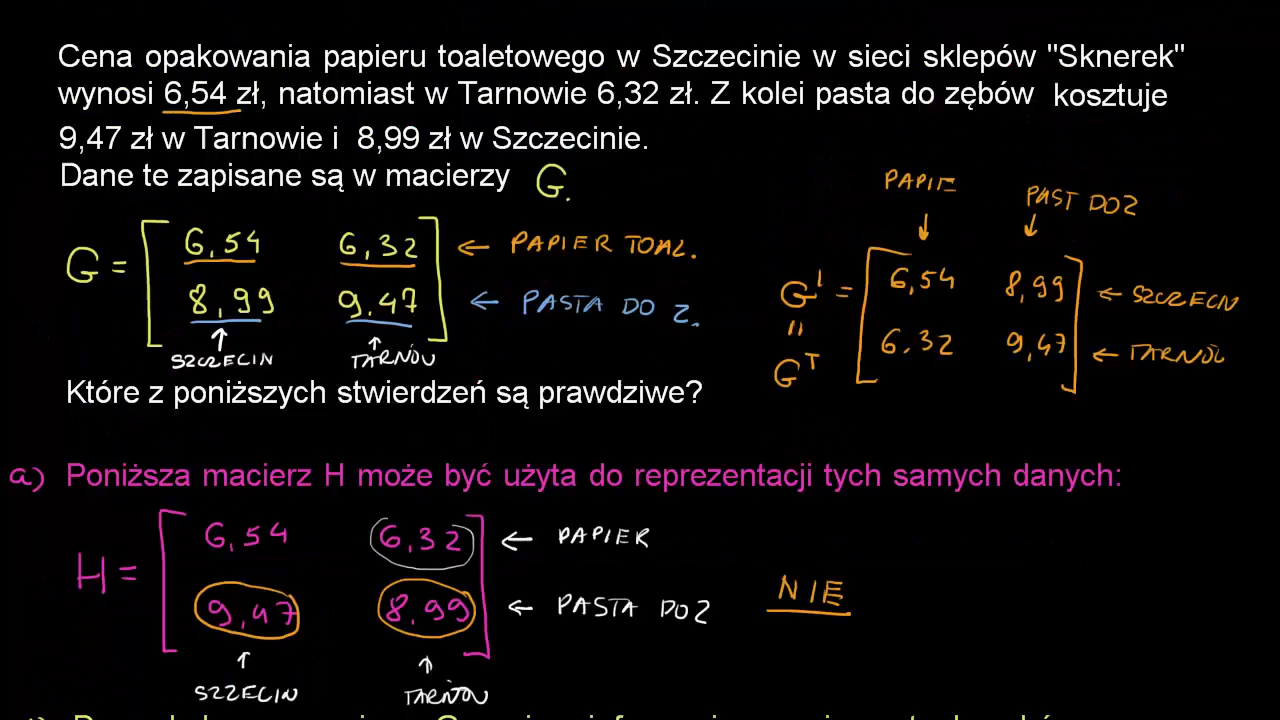 Cena opakowania papieru toaletowego w Szczecinie w sieci sklepów "Sknerek"
wynosi 6,54 zł, natomiast w Tarnowie 6,32 zł. Z kolei pasta do zębów kosztuje
9,47 zł w Tarnowie i 8,99 zł w Szczecinie.
Dane te zapisane są w macierzy G.
G = [ 6,54 6,32 ← PAPIER TOAL.
8,99 9,47 ] ← PASTA DO Z.
↑ ↑
SZCZECIN TARNÓW
PAPIE PAST DOZ
↓ ↓
G' = [ 6,54 8,99 ← SZCZECIN
=
G^T 6.32 9,47 ] ← TARNÓW
Które z poniższych stwierdzeń są prawdziwe?
a) Poniższa macierz H może być użyta do reprezentacji tych samych danych:
H = [ 6,54 6,32 ← PAPIER
9,47 8,99 ] ← PASTA DOZ
NIE
↑ ↑
SZZECIN TARNÓW